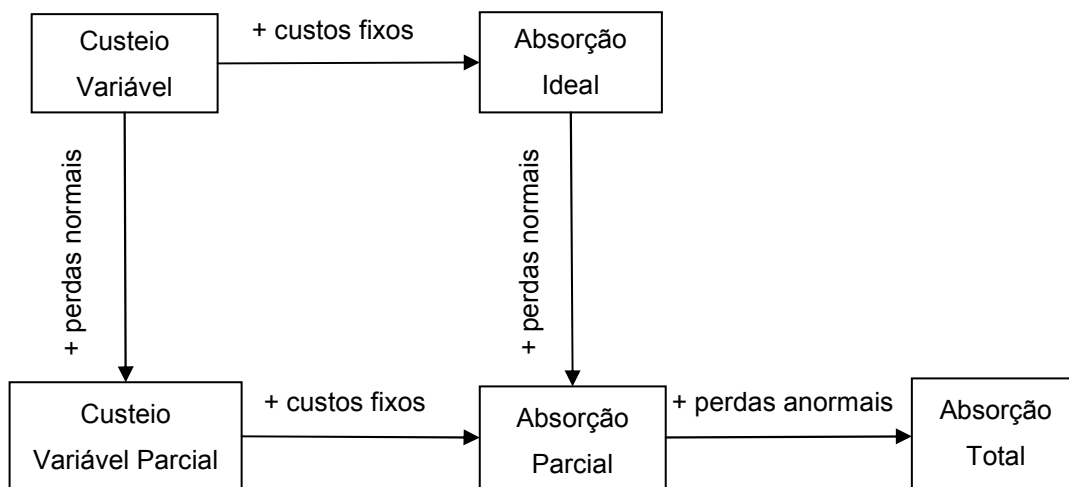 Custeio
Variável
+ custos fixos
Absorção
Ideal
+ perdas normais
+ perdas normais
Custeio
Variável Parcial
+ custos fixos
Absorção
Parcial
+ perdas anormais
Absorção
Total